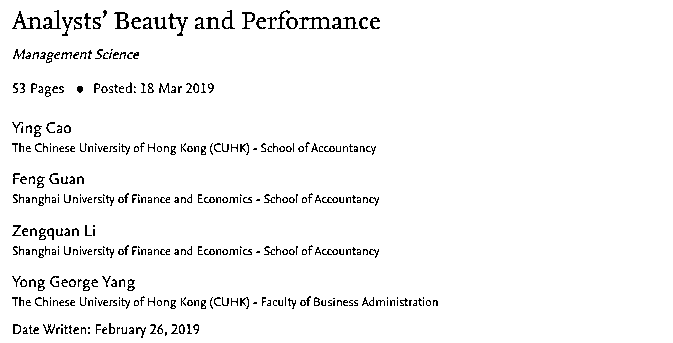 Analysts’ Beauty and Performance
Management Science
53 Pages ● Posted: 18 Mar 2019
Ying Cao
The Chinese University of Hong Kong (CUHK) - School of Accountancy
Feng Guan
Shanghai University of Finance and Economics - School of Accountancy
Zengquan Li
Shanghai University of Finance and Economics - School of Accountancy
Yong George Yang
The Chinese University of Hong Kong (CUHK) - Faculty of Business Administration
Date Written: February 26, 2019